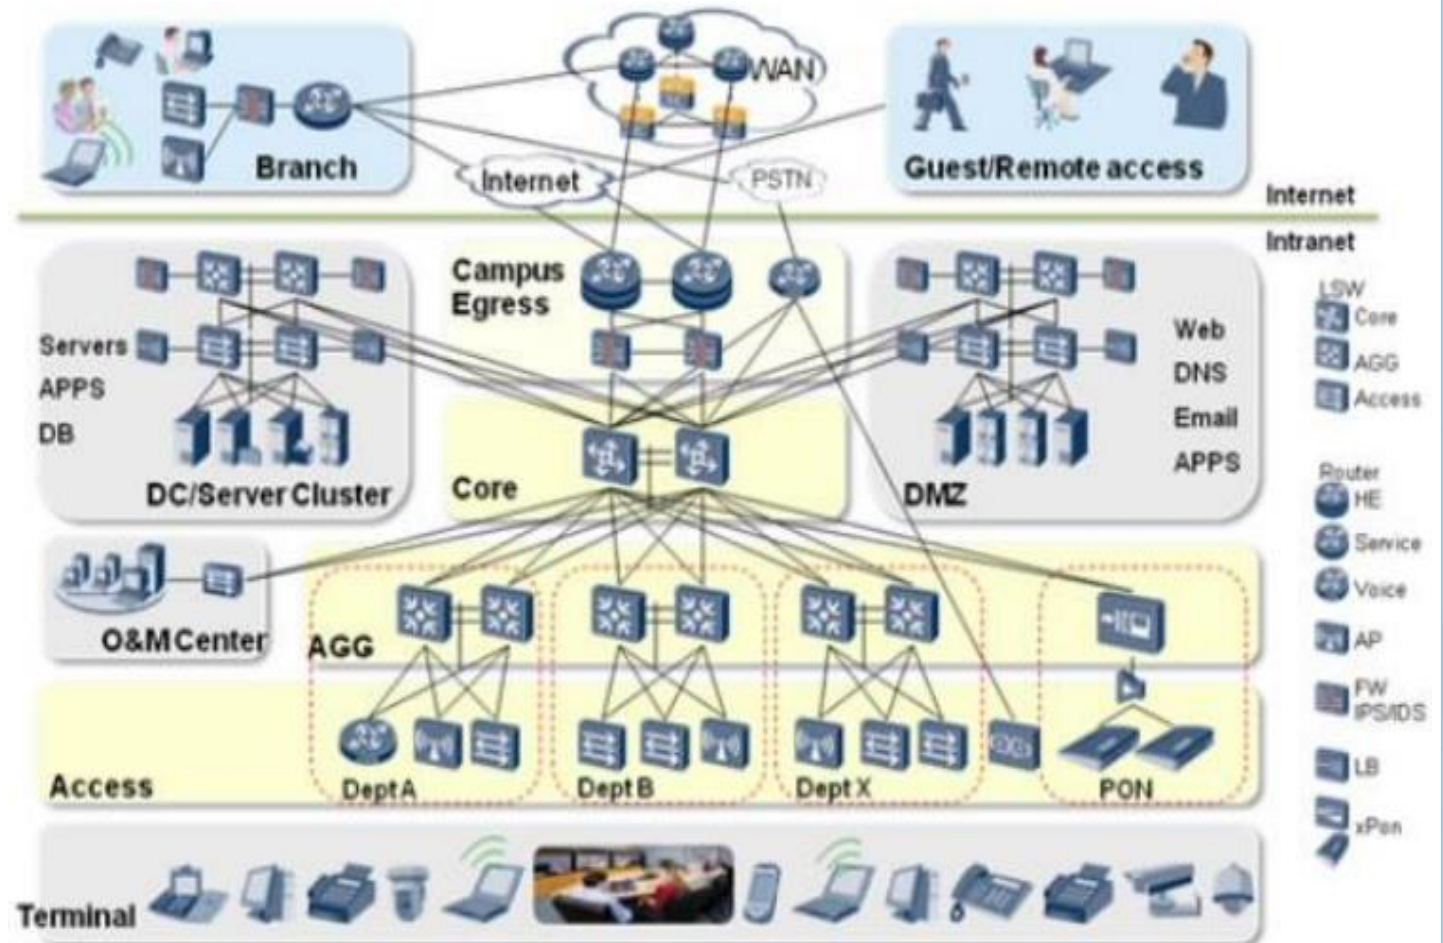 WAN
Branch
Internet
PSTN
Guest/Remote access
Internet
Intranet
Campus
Egress
Servers
APPS
DB
DC/Server Cluster
Core
Web
DNS
Email
APPS
DMZ
LSW
Core
AGG
Access
Router
HE
Service
Voice
AP
FW
IPS/IDS
LB
xPon
O&M Center
AGG
Access
Dept A
Dept B
Dept X
PON
Terminal